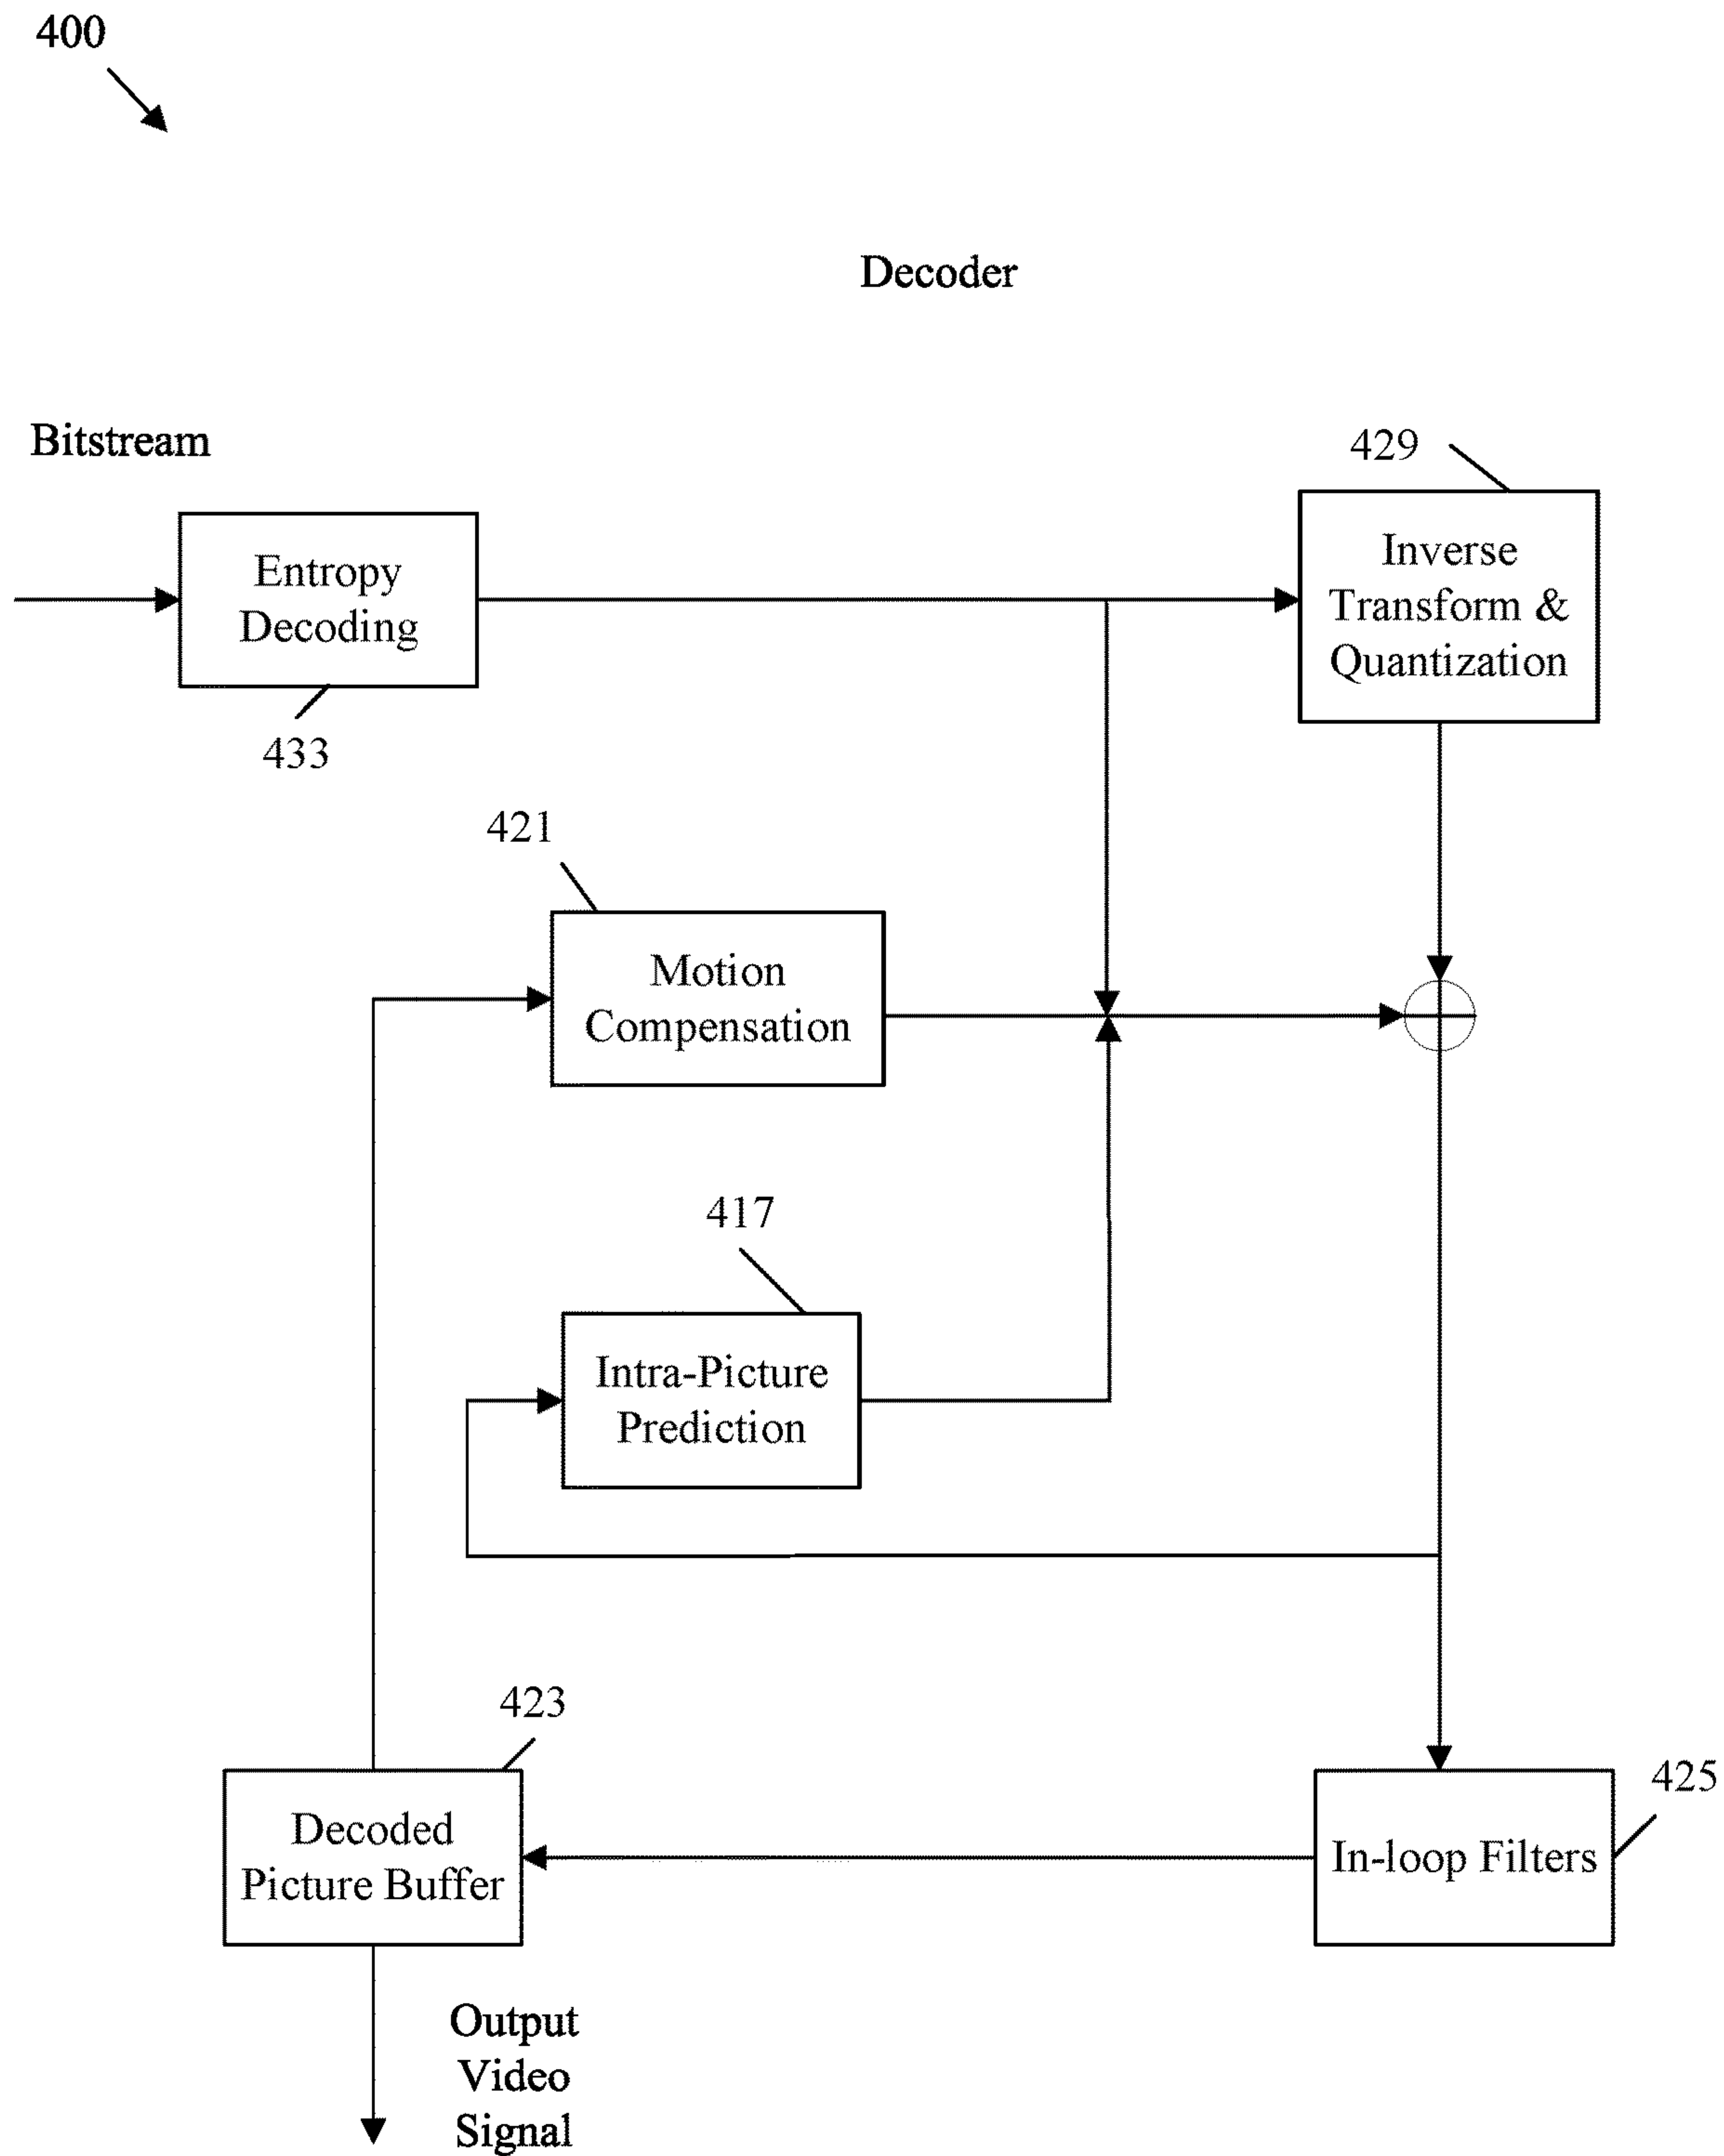 400
Decoder
Bitstream
429
Entropy
Decoding
Inverse
Transform &
Quantization
433
421
Motion
Compensation
417
Intra-Picture
Prediction
423
425
Decoded
Picture Buffer
In-loop Filters
Output
Video
Signal